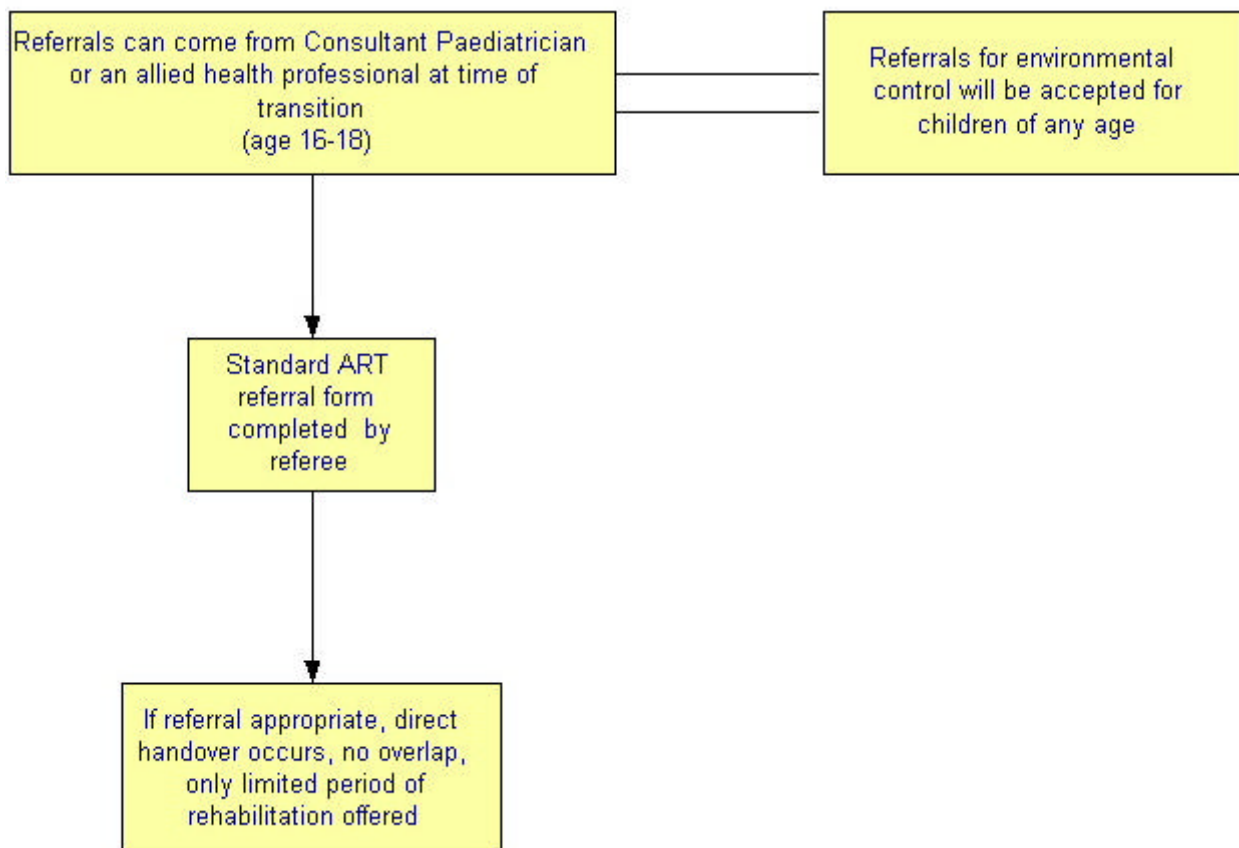 Referrals can come from Consultant Paediatrician
or an allied health professional at time of
transition
(age 16-18)
Referrals for environmental
control will be accepted for
children of any age
Standard ART
referral form
completed by
referee
If referral appropriate, direct
handover occurs, no overlap,
only limited period of
rehabilitation offered